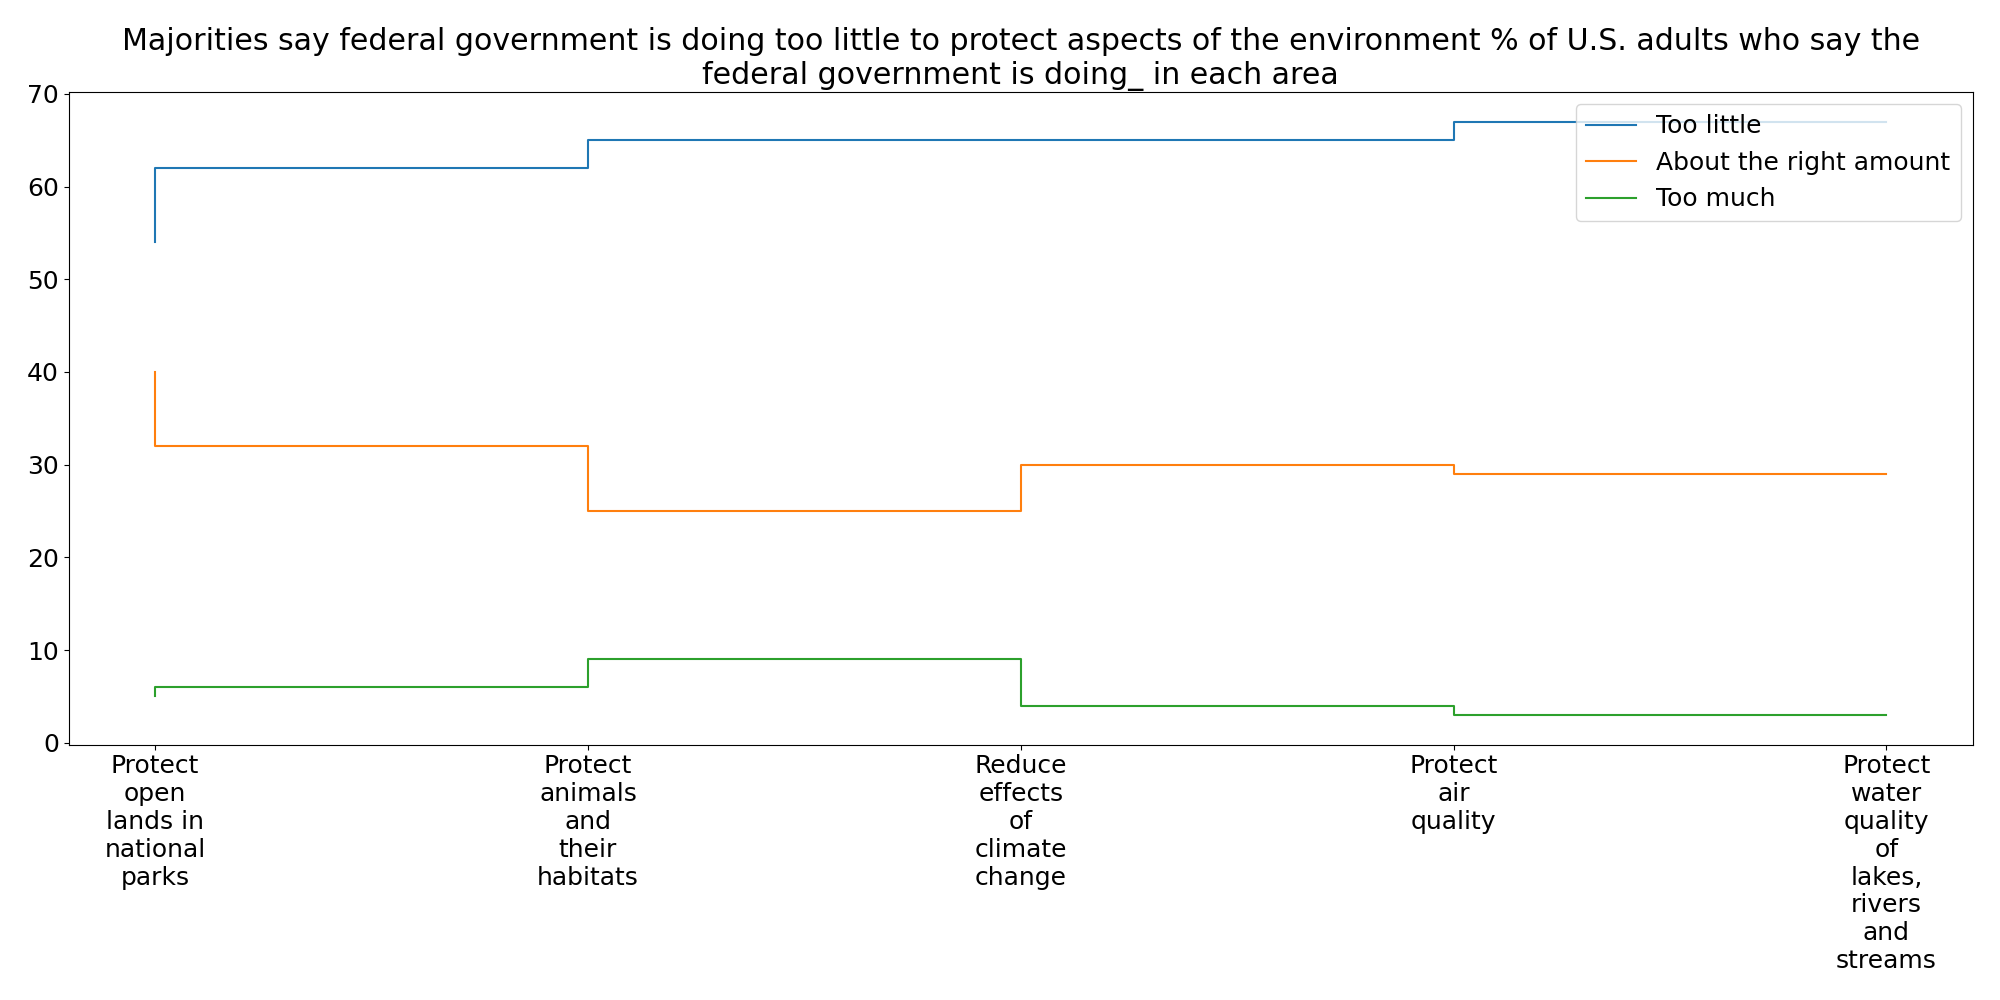 Majorities say federal government is doing too little to protect aspects of the environment % of U.S. adults who say the
federal government is doing_ in each area
70
60
50
40
30
20
10
0
Too little
About the right amount
Too much
Protect
open
lands in
national
parks
Protect
animals
and
their
habitats
Reduce
effects
of
climate
change
Protect
air
quality
Protect
water
quality
of
lakes,
rivers
and
streams